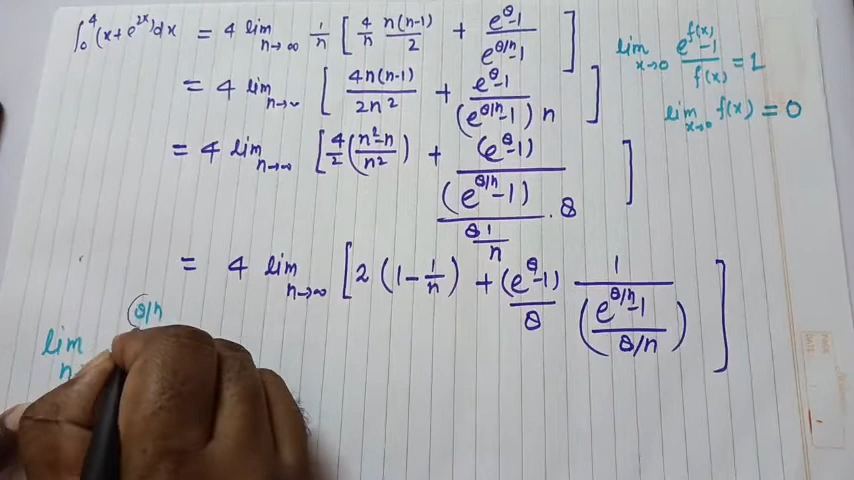 ∫₀⁴ (x+e^{2x})dx = 4 lim_{n→∞} 1/n [ 4/n n(n-1)/2 + (e^8-1)/(e^{8/n}-1) ]
lim_{x→0} (e^{f(x)}-1)/f(x) = 1
= 4 lim_{n→∞} [ 4n(n-1)/2n² + (e^8-1)/((e^{8/n}-1)n) ]
lim_{x→0} f(x) = 0
= 4 lim_{n→∞} [ 4/2 ((n²-n)/n²) + (e^8-1)/((e^{8/n}-1)/(8 1/n) · 8) ]
= 4 lim_{n→∞} [ 2 (1-1/n) + (e^8-1)/8 1/((e^{8/n}-1)/(8/n)) ]
lim 8/n
n